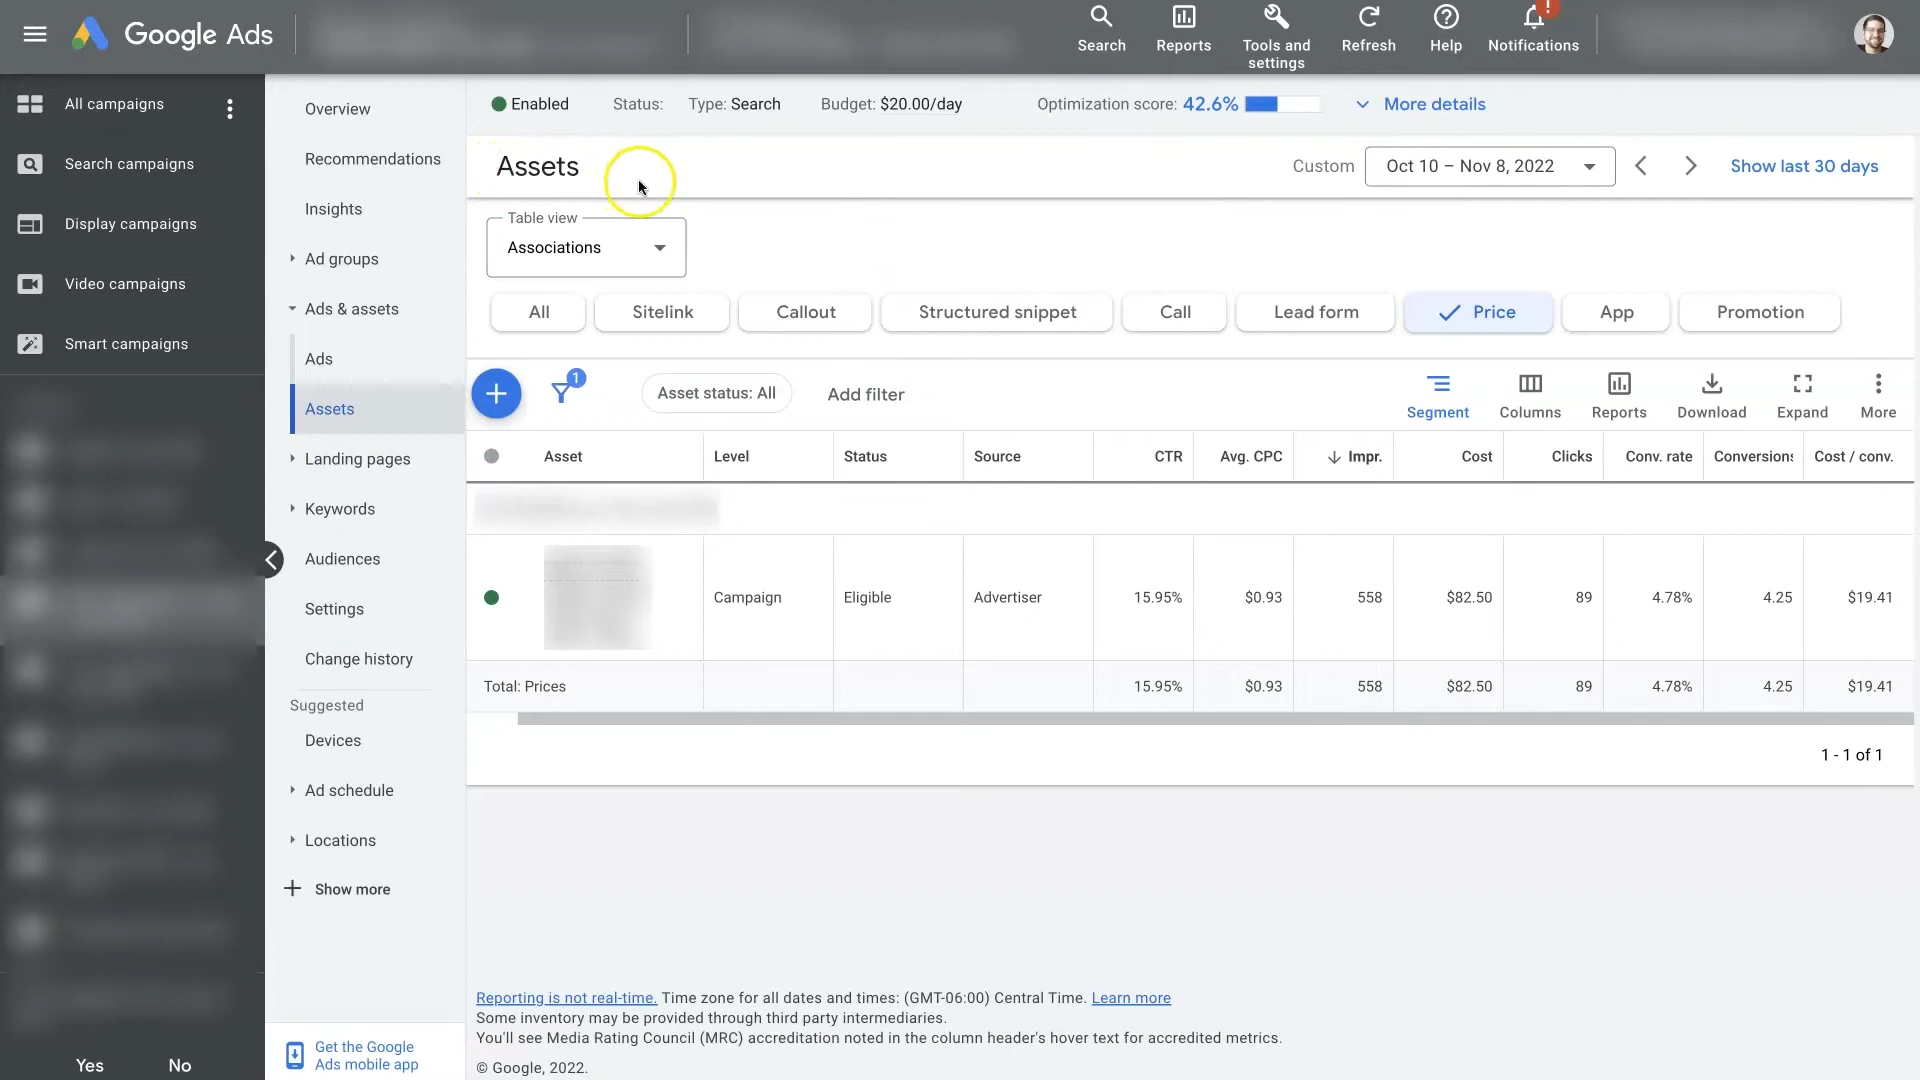 Google Ads
Search
Reports
Tools and
settings
Refresh
Help
Notifications
!
All campaigns
Search campaigns
Display campaigns
Video campaigns
Smart campaigns
Yes No
Overview
Recommendations
Insights
Ad groups
Ads & assets
Ads
Assets
Landing pages
Keywords
Audiences
Settings
Change history
Suggested
Devices
Ad schedule
Locations
Show more
Get the Google
Ads mobile app
Enabled Status: Type: Search Budget: $20.00/day Optimization score: 42.6% More details
Assets
Custom Oct 10 – Nov 8, 2022 Show last 30 days
Table view
Associations
All Sitelink Callout Structured snippet Call Lead form Price App Promotion
1
Asset status: All Add filter
Segment Columns Reports Download Expand More
Asset Level Status Source CTR Avg. CPC Impr. Cost Clicks Conv. rate Conversions Cost / conv.
Campaign Eligible Advertiser 15.95% $0.93 558 $82.50 89 4.78% 4.25 $19.41
Total: Prices 15.95% $0.93 558 $82.50 89 4.78% 4.25 $19.41
1 - 1 of 1
Reporting is not real-time. Time zone for all dates and times: (GMT-06:00) Central Time. Learn more
Some inventory may be provided through third party intermediaries.
You'll see Media Rating Council (MRC) accreditation noted in the column header's hover text for accredited metrics.
© Google, 2022.